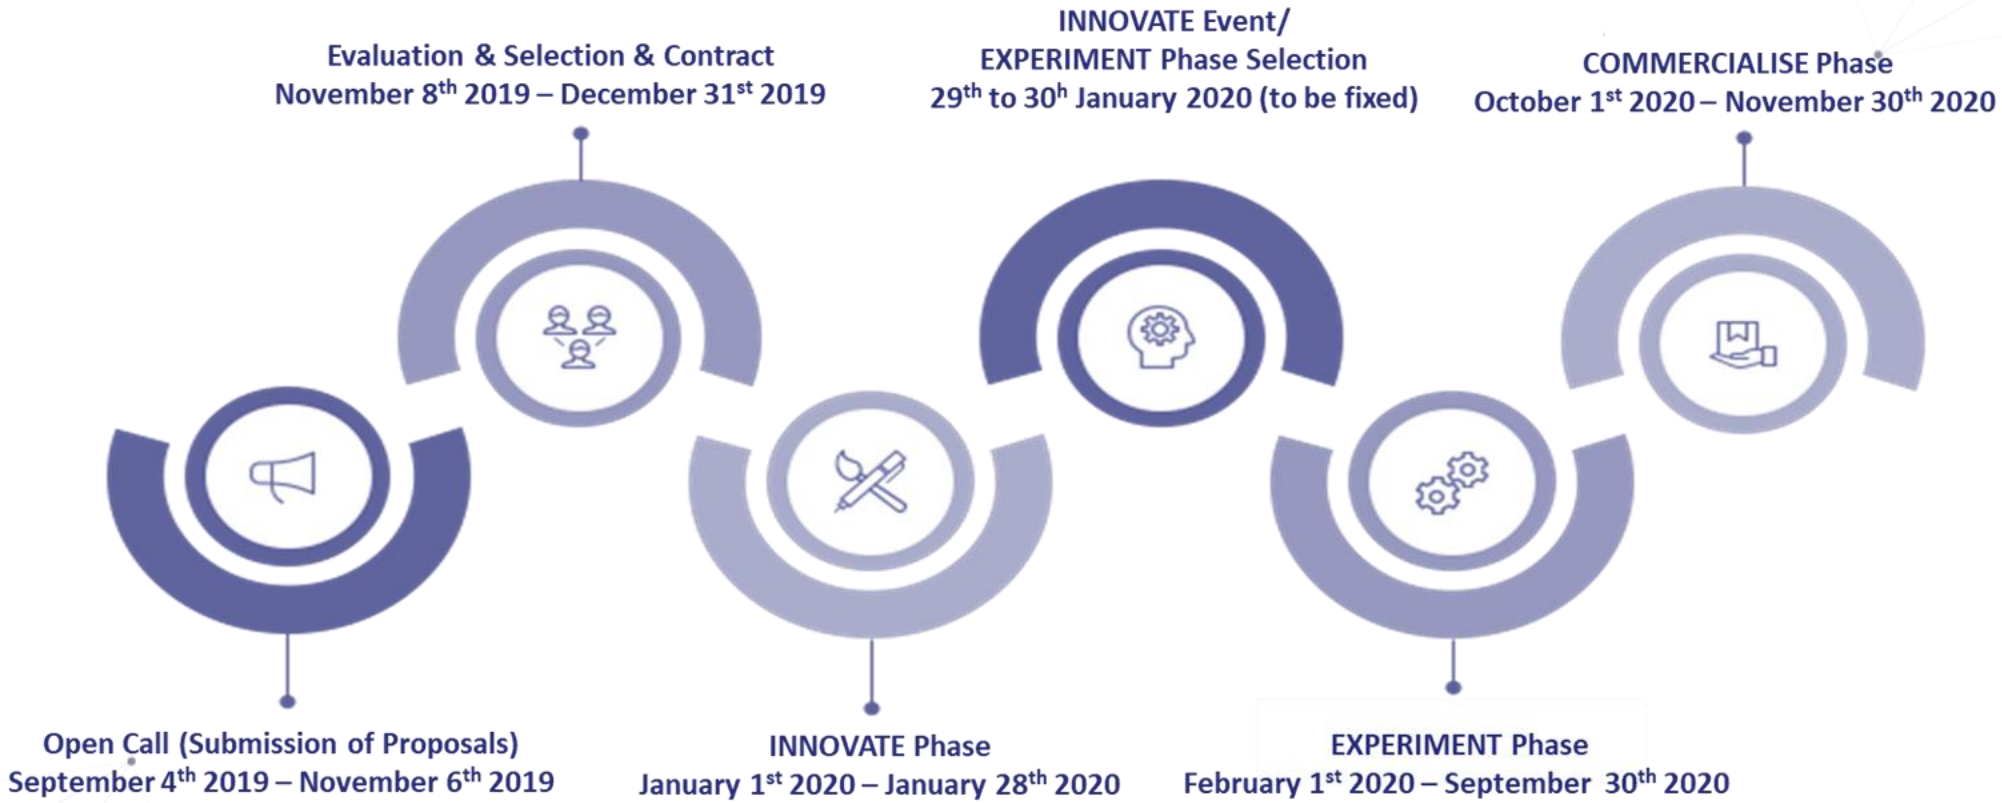 Open Call (Submission of Proposals)
September 4th 2019 – November 6th 2019
Evaluation & Selection & Contract
November 8th 2019 – December 31st 2019
INNOVATE Phase
January 1st 2020 – January 28th 2020
INNOVATE Event/
EXPERIMENT Phase Selection
29th to 30h January 2020 (to be fixed)
EXPERIMENT Phase
February 1st 2020 – September 30th 2020
COMMERCIALISE Phase
October 1st 2020 – November 30th 2020